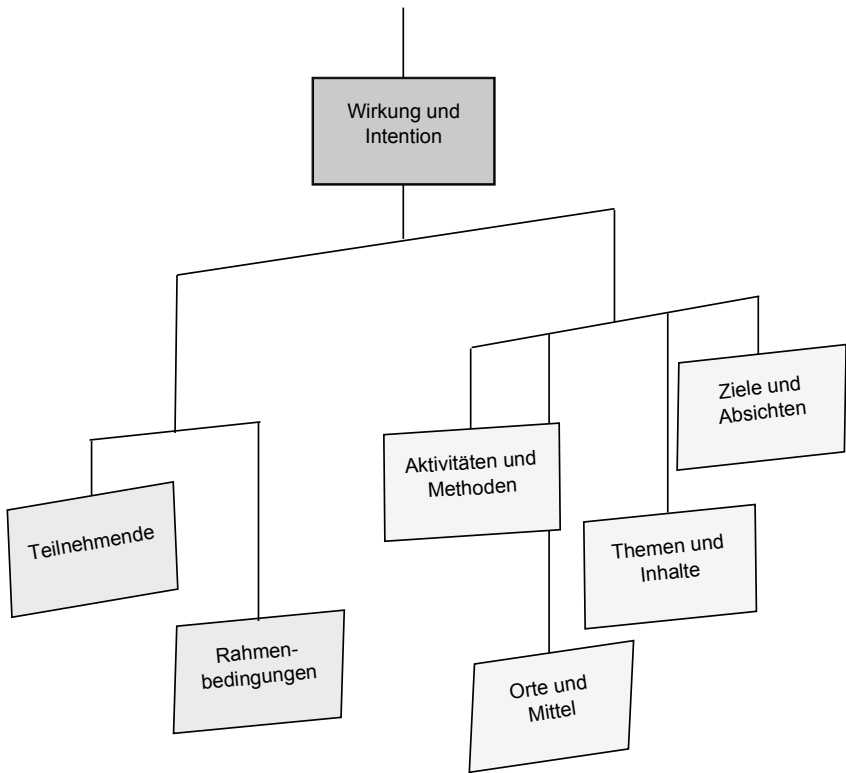 Wirkung und
Intention
Ziele und
Absichten
Aktivitäten und
Methoden
Teilnehmende
Themen und
Inhalte
Rahmen-
bedingungen
Orte und
Mittel